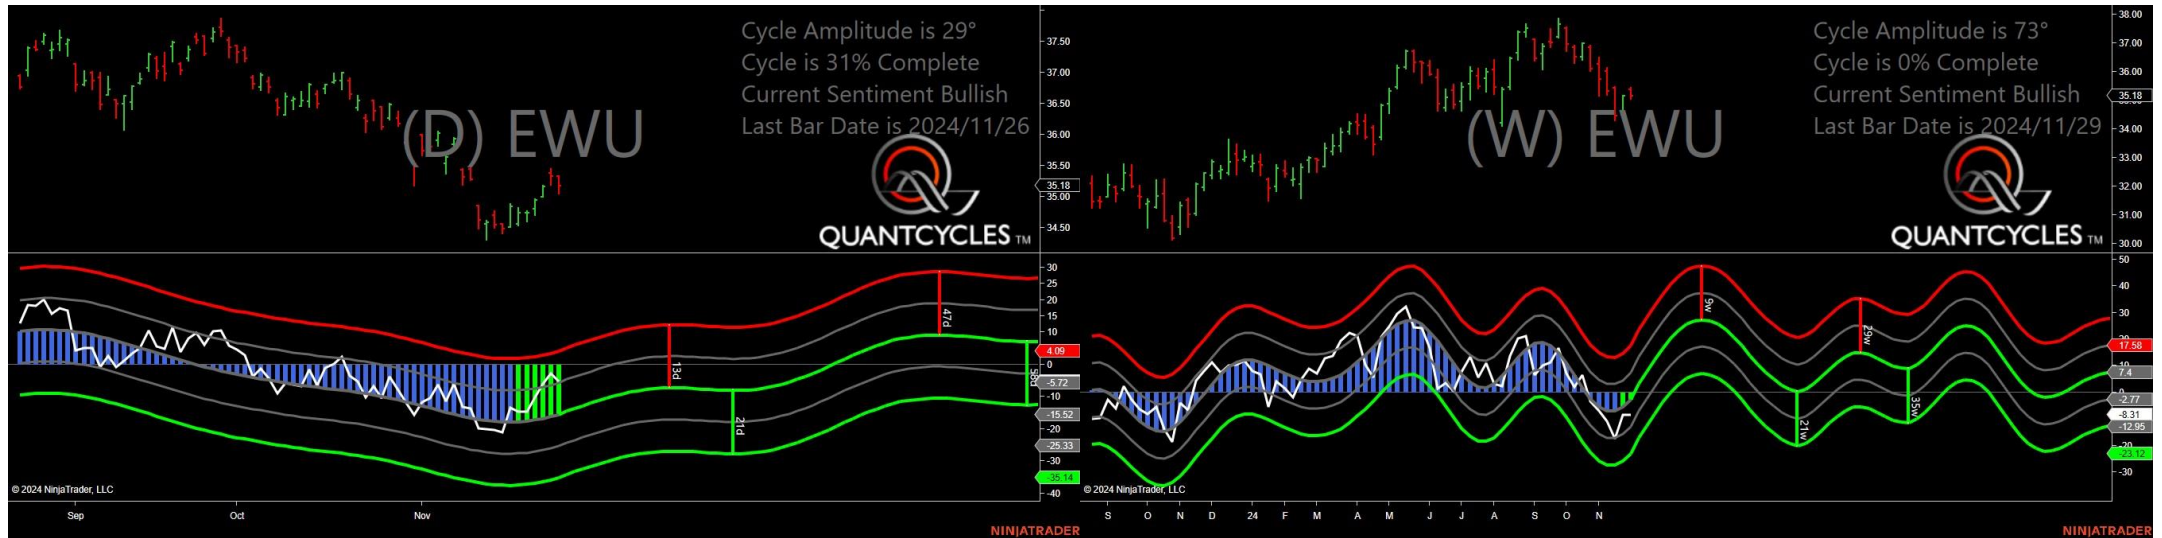 Cycle Amplitude is 29°
Cycle is 31% Complete
Current Sentiment Bullish
Last Bar Date is 2024/11/26
(D) EWU
QUANTCYCLES TM
37.50
37.00
36.50
36.00
35.50
35.18
35.00
34.50
30
25
20
15
10
4.09
0
-5.72
-10
-15.52
-20
-25.33
-30
-35.14
-40
13d
21d
47d
58d
© 2024 NinjaTrader, LLC
Sep Oct Nov
NINJATRADER
Cycle Amplitude is 73°
Cycle is 0% Complete
Current Sentiment Bullish
Last Bar Date is 2024/11/29
(W) EWU
QUANTCYCLES TM
38.00
37.00
36.00
35.18
34.00
33.00
32.00
31.00
30.00
50
40
30
17.58
7.4
0
-2.77
-8.31
-12.95
-20
-23.12
-30
9w
29w
21w
35w
© 2024 NinjaTrader, LLC
S O N D 24 F M A M J J A S O N
NINJATRADER